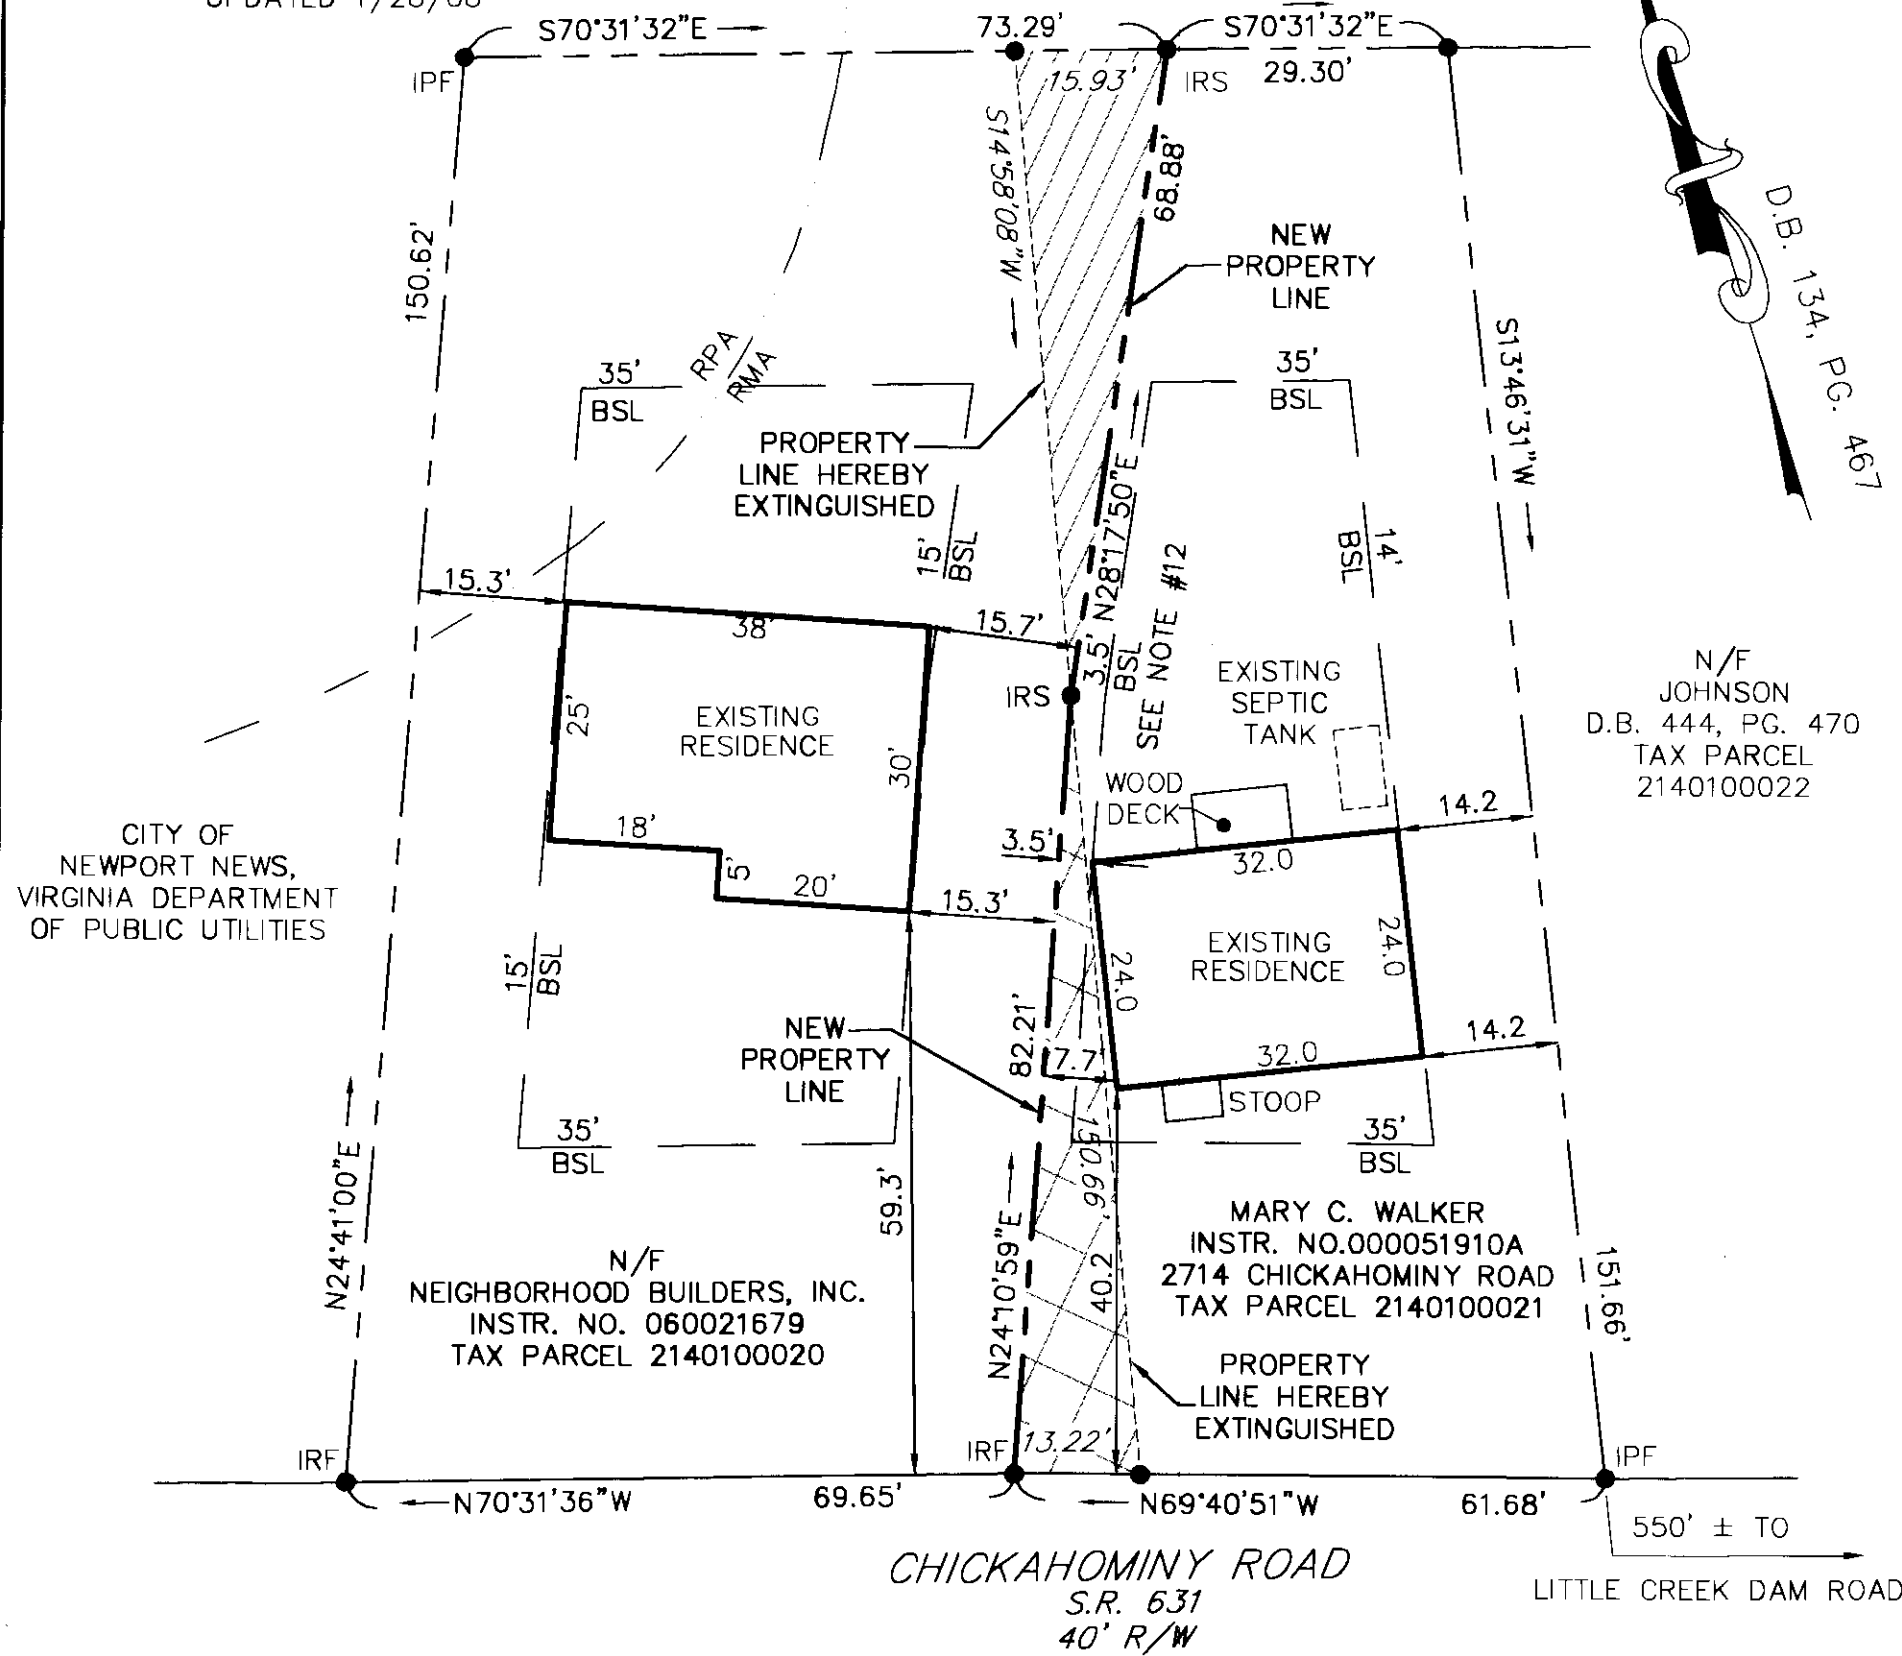 S70°31'32"E
73.29'
S70°31'32"E
29.30'
IPF
15.93'
IRS
S14°58'08"W
68.88'
150.62'
NEW
PROPERTY
LINE
D.B. 134, PG. 467
S13°46'31"W
RPA
RMA
35'
BSL
35'
BSL
PROPERTY
LINE HEREBY
EXTINGUISHED
15'
BSL
N28°17'50"E
14'
BSL
SEE NOTE #12
15.3'
38'
15.7'
3.5'
BSL
IRS
25'
EXISTING
RESIDENCE
30'
EXISTING
SEPTIC
TANK
N/F
JOHNSON
D.B. 444, PG. 470
TAX PARCEL
2140100022
WOOD
DECK
14.2
18'
5'
20'
3.5'
32.0
15.3'
CITY OF
NEWPORT NEWS,
VIRGINIA DEPARTMENT
OF PUBLIC UTILITIES
15'
BSL
24.0
EXISTING
RESIDENCE
24.0
NEW
PROPERTY
LINE
82.21'
7.7
32.0
14.2
STOOP
35'
BSL
150.66'
35'
BSL
N24°41'00"E
59.3'
N24°10'59"E
40.2
N/F
NEIGHBORHOOD BUILDERS, INC.
INSTR. NO. 060021679
TAX PARCEL 2140100020
MARY C. WALKER
INSTR. NO.000051910A
2714 CHICKAHOMINY ROAD
TAX PARCEL 2140100021
151.66'
PROPERTY
LINE HEREBY
EXTINGUISHED
IRF
IRF
13.22'
IPF
N70°31'36"W
69.65'
N69°40'51"W
61.68'
550' ± TO
LITTLE CREEK DAM ROAD
CHICKAHOMINY ROAD
S.R. 631
40' R/W